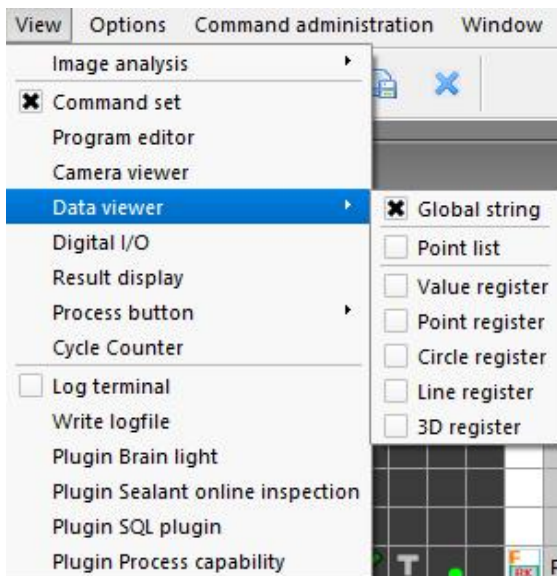 View Options Command administration Window
Image analysis
Command set
Program editor
Camera viewer
Data viewer
Digital I/O
Result display
Process button
Cycle Counter
Log terminal
Write logfile
Plugin Brain light
Plugin Sealant online inspection
Plugin SQL plugin
Plugin Process capability
Global string
Point list
Value register
Point register
Circle register
Line register
3D register
T